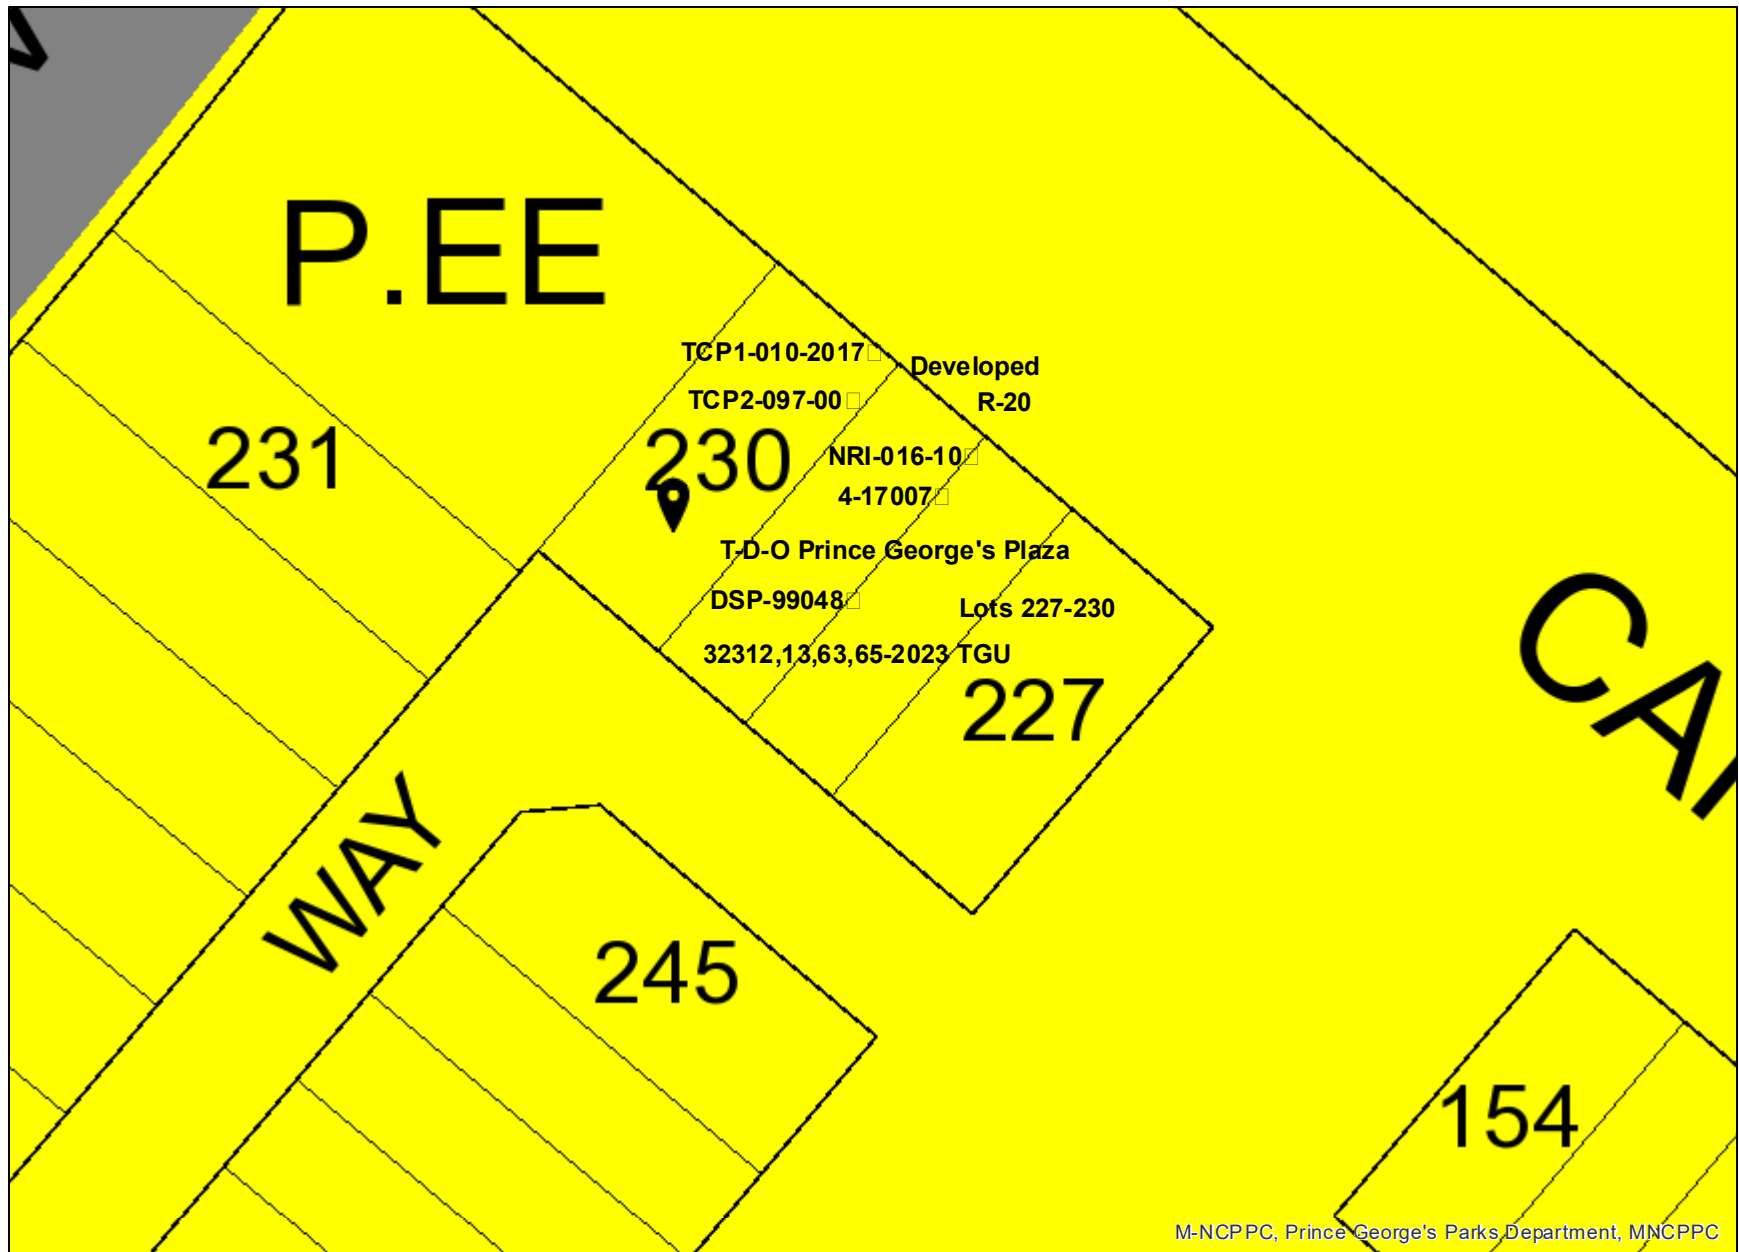 P.EE
TCP1-010-2017
Developed
TCP2-097-00
R-20
231
230
NRI-016-10
4-17007
T-D-O Prince George's Plaza
DSP-99048
Lots 227-230
32312,13,63,65-2023 TGU
227
WAY
245
154
M-NCPPC, Prince George's Parks Department, MNCPPC